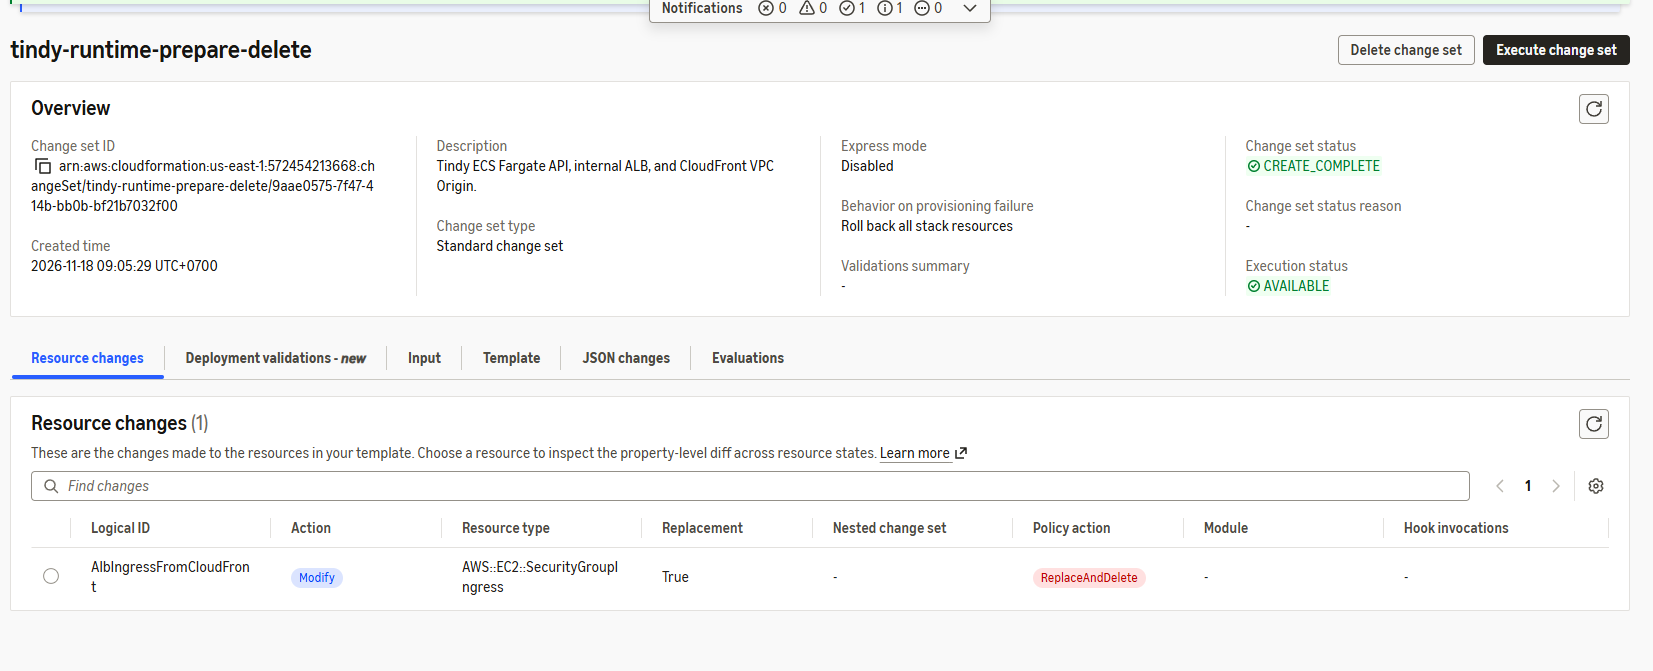 Notifications 0 0 1 1 0
tindy-runtime-prepare-delete
Delete change set
Execute change set
Overview
Change set ID
arn:aws:cloudformation:us-east-1:572454213668:ch
angeSet/tindy-runtime-prepare-delete/9aae0575-7f47-4
14b-bb0b-bf21b7032f00
Created time
2026-11-18 09:05:29 UTC+0700
Description
Tindy ECS Fargate API, internal ALB, and CloudFront VPC
Origin.
Change set type
Standard change set
Express mode
Disabled
Behavior on provisioning failure
Roll back all stack resources
Validations summary
-
Change set status
CREATE_COMPLETE
Change set status reason
-
Execution status
AVAILABLE
Resource changes
Deployment validations - new
Input
Template
JSON changes
Evaluations
Resource changes (1)
These are the changes made to the resources in your template. Choose a resource to inspect the property-level diff across resource states. Learn more
Find changes
1
Logical ID Action Resource type Replacement Nested change set Policy action Module Hook invocations
AlbIngressFromCloudFron
t
Modify
AWS::EC2::SecurityGroupI
ngress
True
-
ReplaceAndDelete
-
-